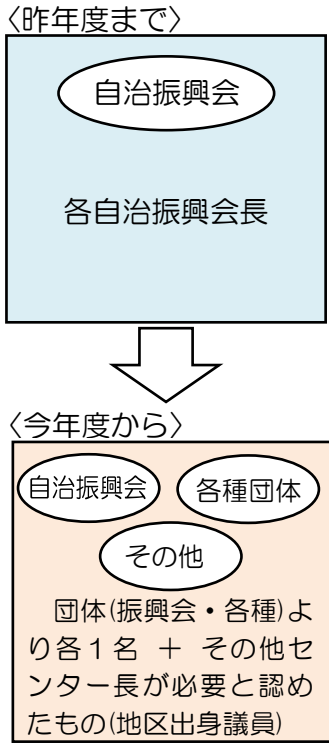 〈昨年度まで〉
自治振興会
各自治振興会長
〈今年度から〉
自治振興会
各種団体
その他
団体(振興会・各種)よ
り各１名 ＋ その他セ
ンター長が必要と認め
たもの(地区出身議員)